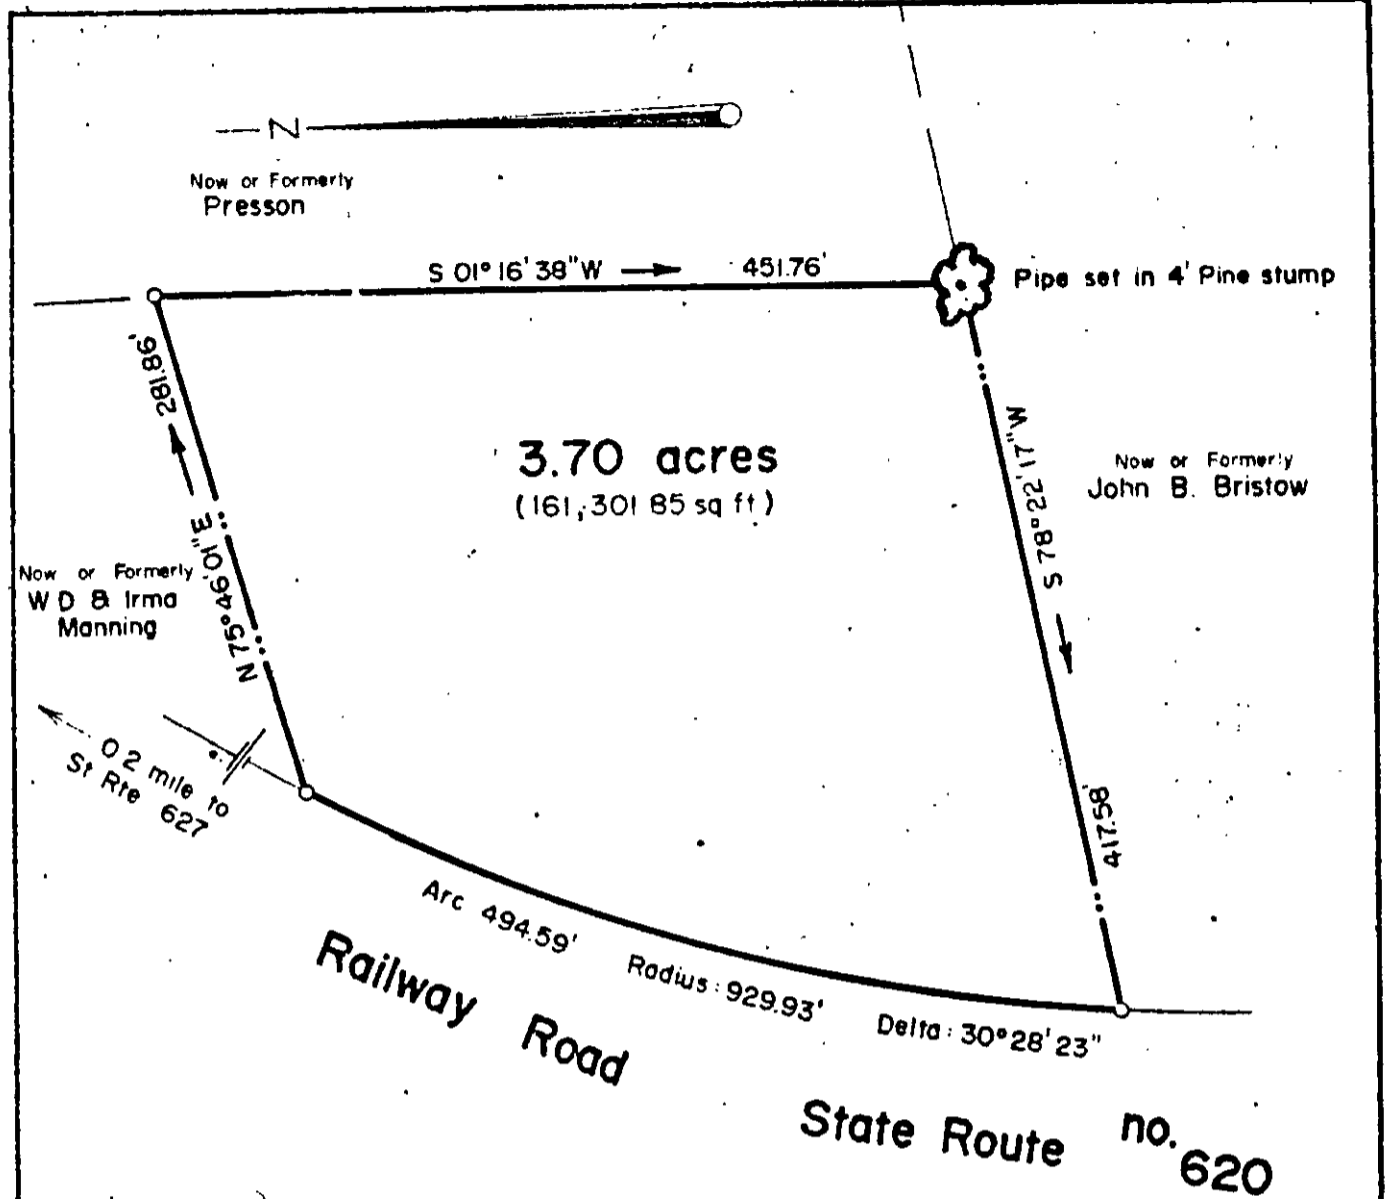 N
Now or Formerly
Presson
S 01° 16' 38" W 451.76'
Pipe set in 4' Pine stump
281.86'
N 75° 46' 01" E
3.70 acres
(161,301 85 sq ft)
S 78° 22' 17" W
417.58'
Now or Formerly
John B. Bristow
Now or Formerly
W D & Irma
Manning
0 2 mile to
St Rte 627
Arc 494.59' Radius: 929.93' Delta: 30° 28' 23"
Railway Road
State Route no. 620